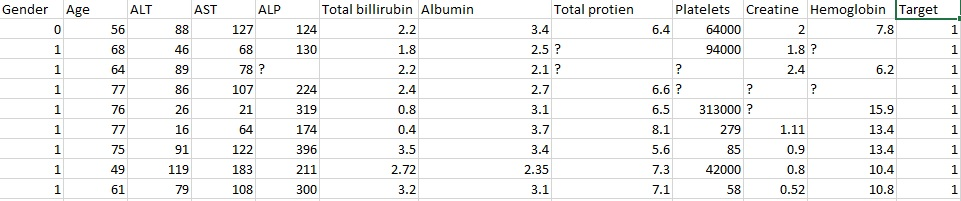 Gender Age ALT AST ALP Total billirubin Albumin Total protien Platelets Creatine Hemoglobin Target
0 56 88 127 124 2.2 3.4 6.4 64000 2 7.8 1
1 68 46 68 130 1.8 2.5 ? 94000 1.8 ? 1
1 64 89 78 ? 2.2 2.1 ? ? 2.4 6.2 1
1 77 86 107 224 2.4 2.7 6.6 ? ? ? 1
1 76 26 21 319 0.8 3.1 6.5 313000 ? 15.9 1
1 77 16 64 174 0.4 3.7 8.1 279 1.11 13.4 1
1 75 91 122 396 3.5 3.4 5.6 85 0.9 13.4 1
1 49 119 183 211 2.72 2.35 7.3 42000 0.8 10.4 1
1 61 79 108 300 3.2 3.1 7.1 58 0.52 10.8 1